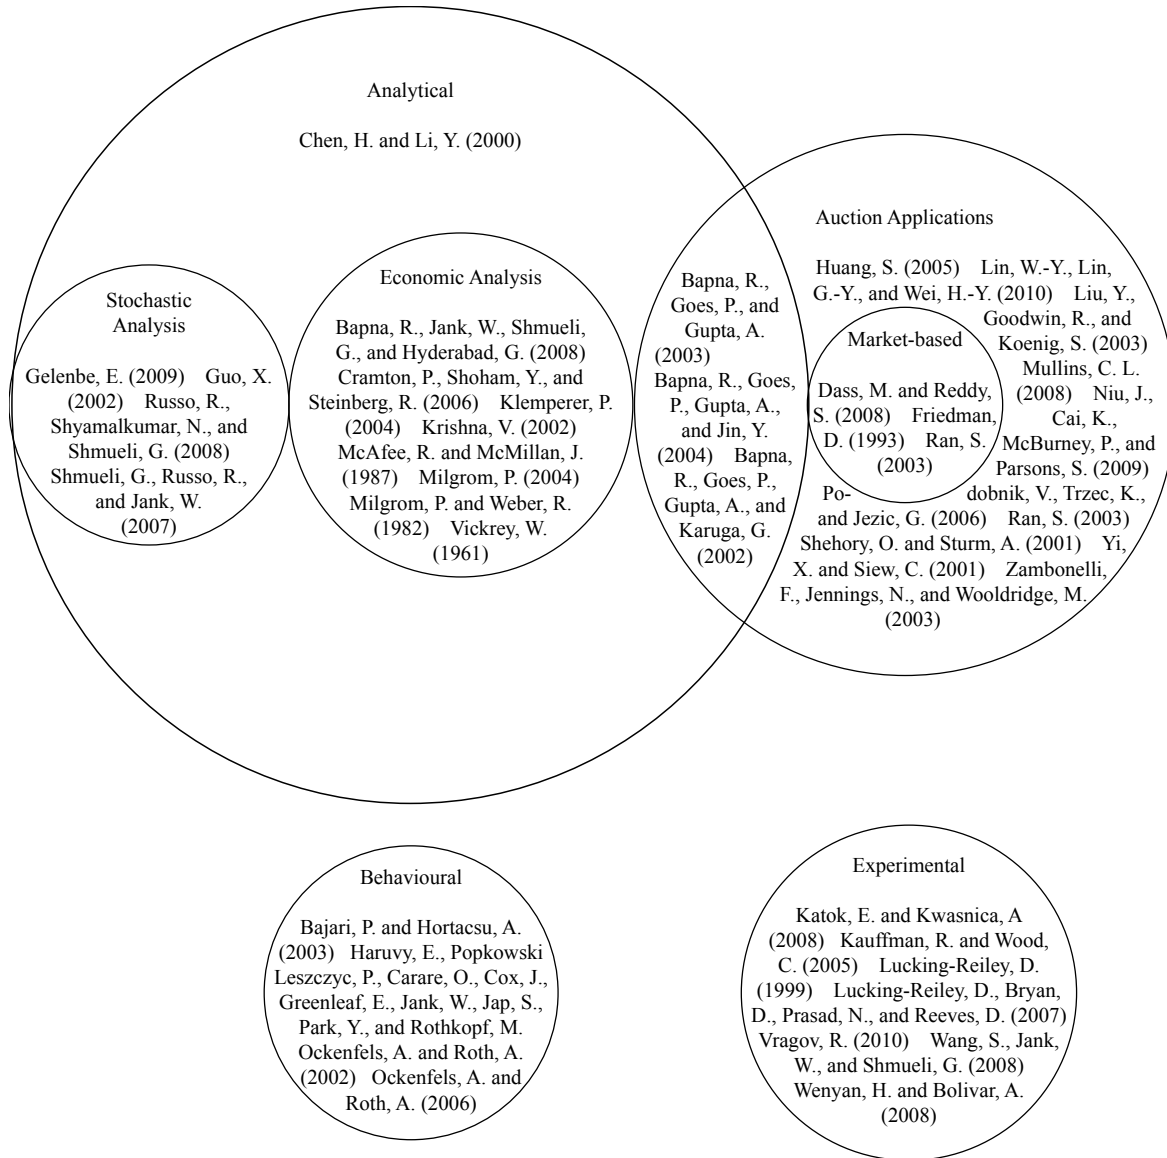 Analytical
Chen, H. and Li, Y. (2000)
Stochastic
Analysis
Gelenbe, E. (2009) Guo, X.
(2002) Russo, R.,
Shyamalkumar, N., and
Shmueli, G. (2008)
Shmueli, G., Russo, R.,
and Jank, W.
(2007)
Economic Analysis
Bapna, R., Jank, W., Shmueli,
G., and Hyderabad, G. (2008)
Cramton, P., Shoham, Y., and
Steinberg, R. (2006) Klemperer, P.
(2004) Krishna, V. (2002)
McAfee, R. and McMillan, J.
(1987) Milgrom, P. (2004)
Milgrom, P. and Weber, R.
(1982) Vickrey, W.
(1961)
Bapna, R.,
Goes, P., and
Gupta, A.
(2003)
Bapna, R., Goes,
P., Gupta, A.,
and Jin, Y.
(2004) Bapna,
R., Goes, P.,
Gupta, A., and
Karuga, G.
(2002)
Auction Applications
Huang, S. (2005) Lin, W.-Y., Lin,
G.-Y., and Wei, H.-Y. (2010) Liu, Y.,
Goodwin, R., and
Koenig, S. (2003)
Mullins, C. L.
(2008) Niu, J.,
Cai, K.,
McBurney, P., and
Parsons, S. (2009)
Po- dobnik, V., Trzec, K.,
and Jezic, G. (2006) Ran, S. (2003)
Shehory, O. and Sturm, A. (2001) Yi,
X. and Siew, C. (2001) Zambonelli,
F., Jennings, N., and Wooldridge, M.
(2003)
Market-based
Dass, M. and Reddy,
S. (2008) Friedman,
D. (1993) Ran, S.
(2003)
Behavioural
Bajari, P. and Hortacsu, A.
(2003) Haruvy, E., Popkowski
Leszczyc, P., Carare, O., Cox, J.,
Greenleaf, E., Jank, W., Jap, S.,
Park, Y., and Rothkopf, M.
Ockenfels, A. and Roth, A.
(2002) Ockenfels, A. and
Roth, A. (2006)
Experimental
Katok, E. and Kwasnica, A
(2008) Kauffman, R. and Wood,
C. (2005) Lucking-Reiley, D.
(1999) Lucking-Reiley, D., Bryan,
D., Prasad, N., and Reeves, D. (2007)
Vragov, R. (2010) Wang, S., Jank,
W., and Shmueli, G. (2008)
Wenyan, H. and Bolivar, A.
(2008)